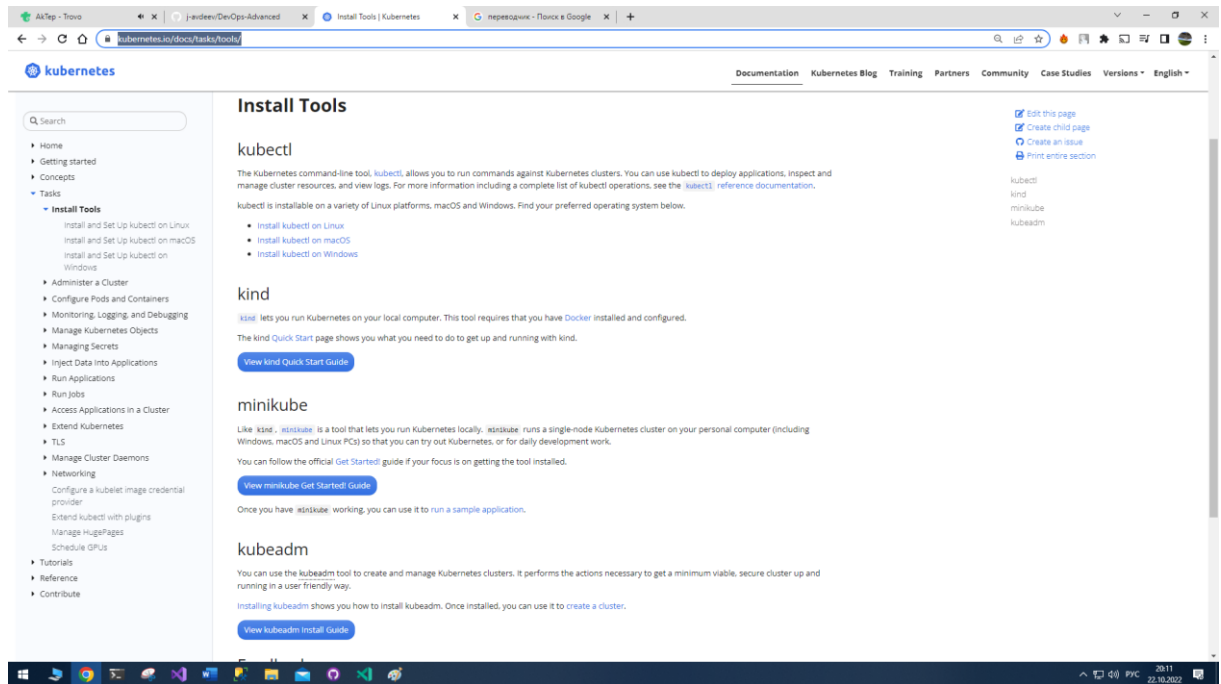 AkTep - Trovo
j-avdeev/DevOps-Advanced
Install Tools | Kubernetes
переводчик - Поиск в Google
kubernetes.io/docs/tasks/tools/
kubernetes
Documentation Kubernetes Blog Training Partners Community Case Studies Versions English
Search
Home
Getting started
Concepts
Tasks
Install Tools
Install and Set Up kubectl on Linux
Install and Set Up kubectl on macOS
Install and Set Up kubectl on
Windows
Administer a Cluster
Configure Pods and Containers
Monitoring, Logging, and Debugging
Manage Kubernetes Objects
Managing Secrets
Inject Data Into Applications
Run Applications
Run Jobs
Access Applications in a Cluster
Extend Kubernetes
TLS
Manage Cluster Daemons
Networking
Configure a kubelet image credential
provider
Extend kubectl with plugins
Manage HugePages
Schedule GPUs
Tutorials
Reference
Contribute
Install Tools
kubectl
The Kubernetes command-line tool, kubectl, allows you to run commands against Kubernetes clusters. You can use kubectl to deploy applications, inspect and
manage cluster resources, and view logs. For more information including a complete list of kubectl operations, see the kubectl reference documentation.
kubectl is installable on a variety of Linux platforms, macOS and Windows. Find your preferred operating system below.
Install kubectl on Linux
Install kubectl on macOS
Install kubectl on Windows
kind
kind lets you run Kubernetes on your local computer. This tool requires that you have Docker installed and configured.
The kind Quick Start page shows you what you need to do to get up and running with kind.
View kind Quick Start Guide
minikube
Like kind, minikube is a tool that lets you run Kubernetes locally. minikube runs a single-node Kubernetes cluster on your personal computer (including
Windows, macOS and Linux PCs) so that you can try out Kubernetes, or for daily development work.
You can follow the official Get Started! guide if your focus is on getting the tool installed.
View minikube Get Started! Guide
Once you have minikube working, you can use it to run a sample application.
kubeadm
You can use the kubeadm tool to create and manage Kubernetes clusters. It performs the actions necessary to get a minimum viable, secure cluster up and
running in a user friendly way.
Installing kubeadm shows you how to install kubeadm. Once installed, you can use it to create a cluster.
View kubeadm Install Guide
Edit this page
Create child page
Create an issue
Print entire section
kubectl
kind
minikube
kubeadm
РУС
20:11
22.10.2022